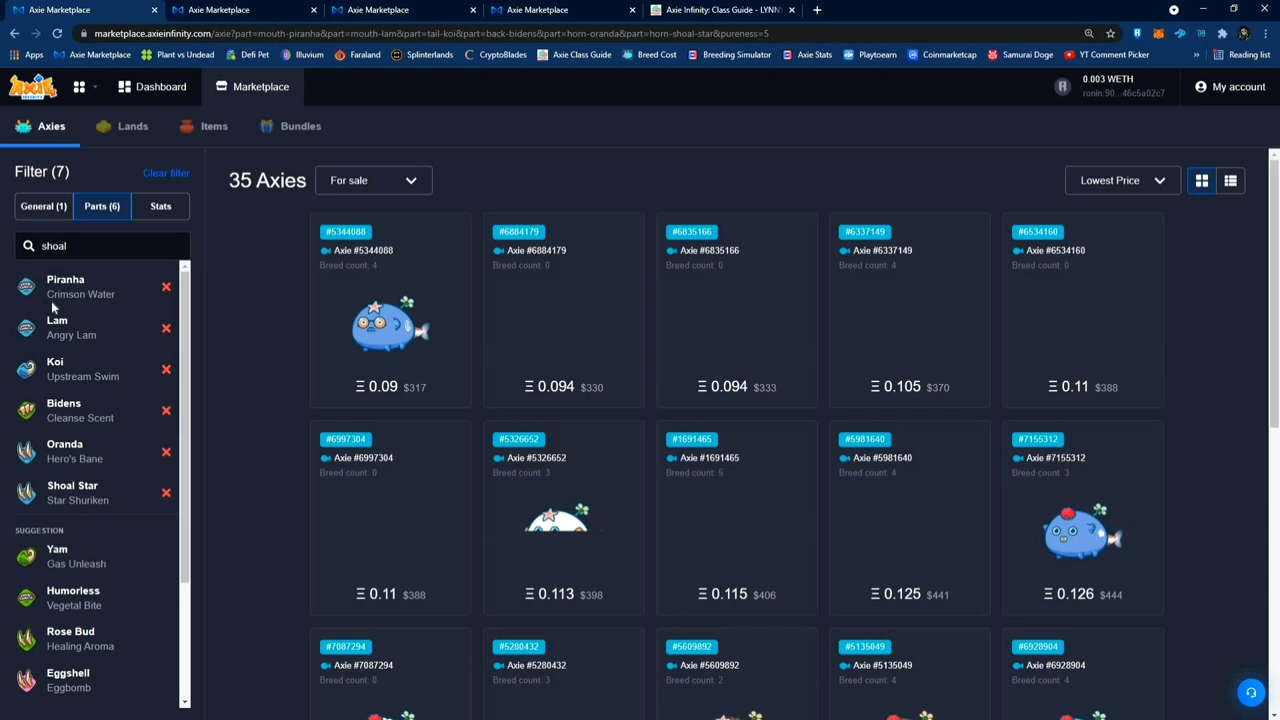 Axie Marketplace
Axie Marketplace
Axie Marketplace
Axie Marketplace
Axie Infinity: Class Guide - LYNNY
marketplace.axieinfinity.com/axie?part=mouth-piranha&part=mouth-lam&part=tail-koi&part=back-bidens&part=horn-oranda&part=horn-shoal-star&pureness=5
Apps Axie Marketplace Plant vs Undead Defi Pet Illuvium Faraland Splinterlands CryptoBlades Axie Class Guide Breed Cost Breeding Simulator Axie Stats Playtoearn Coinmarketcap Samurai Doge YT Comment Picker » Reading list
AXIE
Dashboard
Marketplace
0.003 WETH
ronin:90...46c5a02c7
My account
Axies Lands Items Bundles
Filter (7)
Clear filter
General (1) Parts (6) Stats
shoal
Piranha
Crimson Water
Lam
Angry Lam
Koi
Upstream Swim
Bidens
Cleanse Scent
Oranda
Hero's Bane
Shoal Star
Star Shuriken
SUGGESTION
Yam
Gas Unleash
Humorless
Vegetal Bite
Rose Bud
Healing Aroma
Eggshell
Eggbomb
35 Axies
For sale
Lowest Price
#5344088 #6884179 #6835166 #6337149 #6534160
Axie #5344088 Axie #6884179 Axie #6835166 Axie #6337149 Axie #6534160
Breed count: 4 Breed count: 0 Breed count: 0 Breed count: 4 Breed count: 0
Ξ 0.09 $317 Ξ 0.094 $330 Ξ 0.094 $333 Ξ 0.105 $370 Ξ 0.11 $388
#6997304 #5326652 #1691465 #5981640 #7155312
Axie #6997304 Axie #5326652 Axie #1691465 Axie #5981640 Axie #7155312
Breed count: 0 Breed count: 3 Breed count: 5 Breed count: 4 Breed count: 3
Ξ 0.11 $388 Ξ 0.113 $398 Ξ 0.115 $406 Ξ 0.125 $441 Ξ 0.126 $444
#7087294 #5280432 #5609892 #5135049 #6928904
Axie #7087294 Axie #5280432 Axie #5609892 Axie #5135049 Axie #6928904
Breed count: 0 Breed count: 3 Breed count: 2 Breed count: 4 Breed count: 4